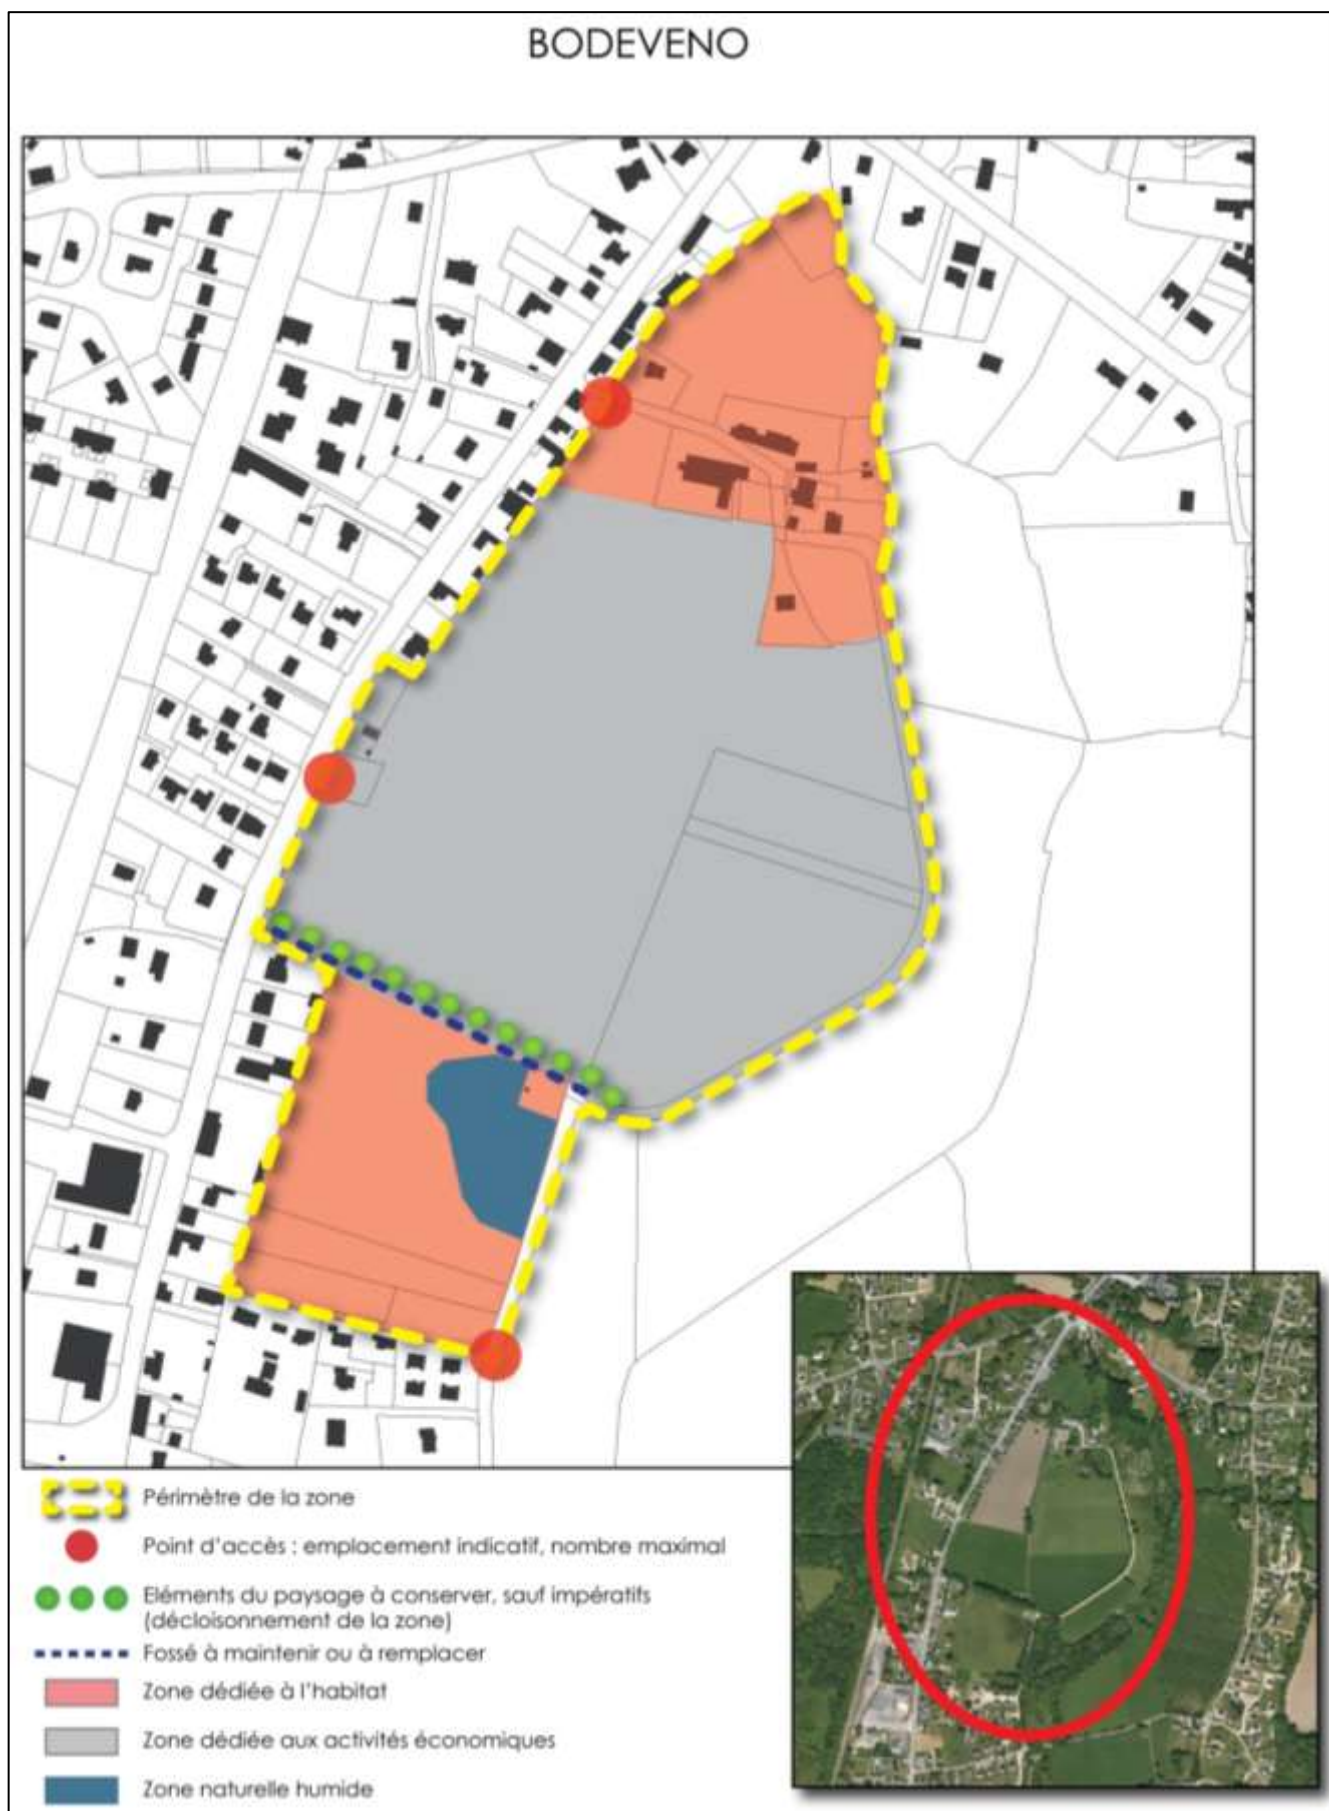 BODEVENO
Périmètre de la zone
Point d'accès : emplacement indicatif, nombre maximal
Eléments du paysage à conserver, sauf impératifs
(décloisonnement de la zone)
Fossé à maintenir ou à remplacer
Zone dédiée à l'habitat
Zone dédiée aux activités économiques
Zone naturelle humide